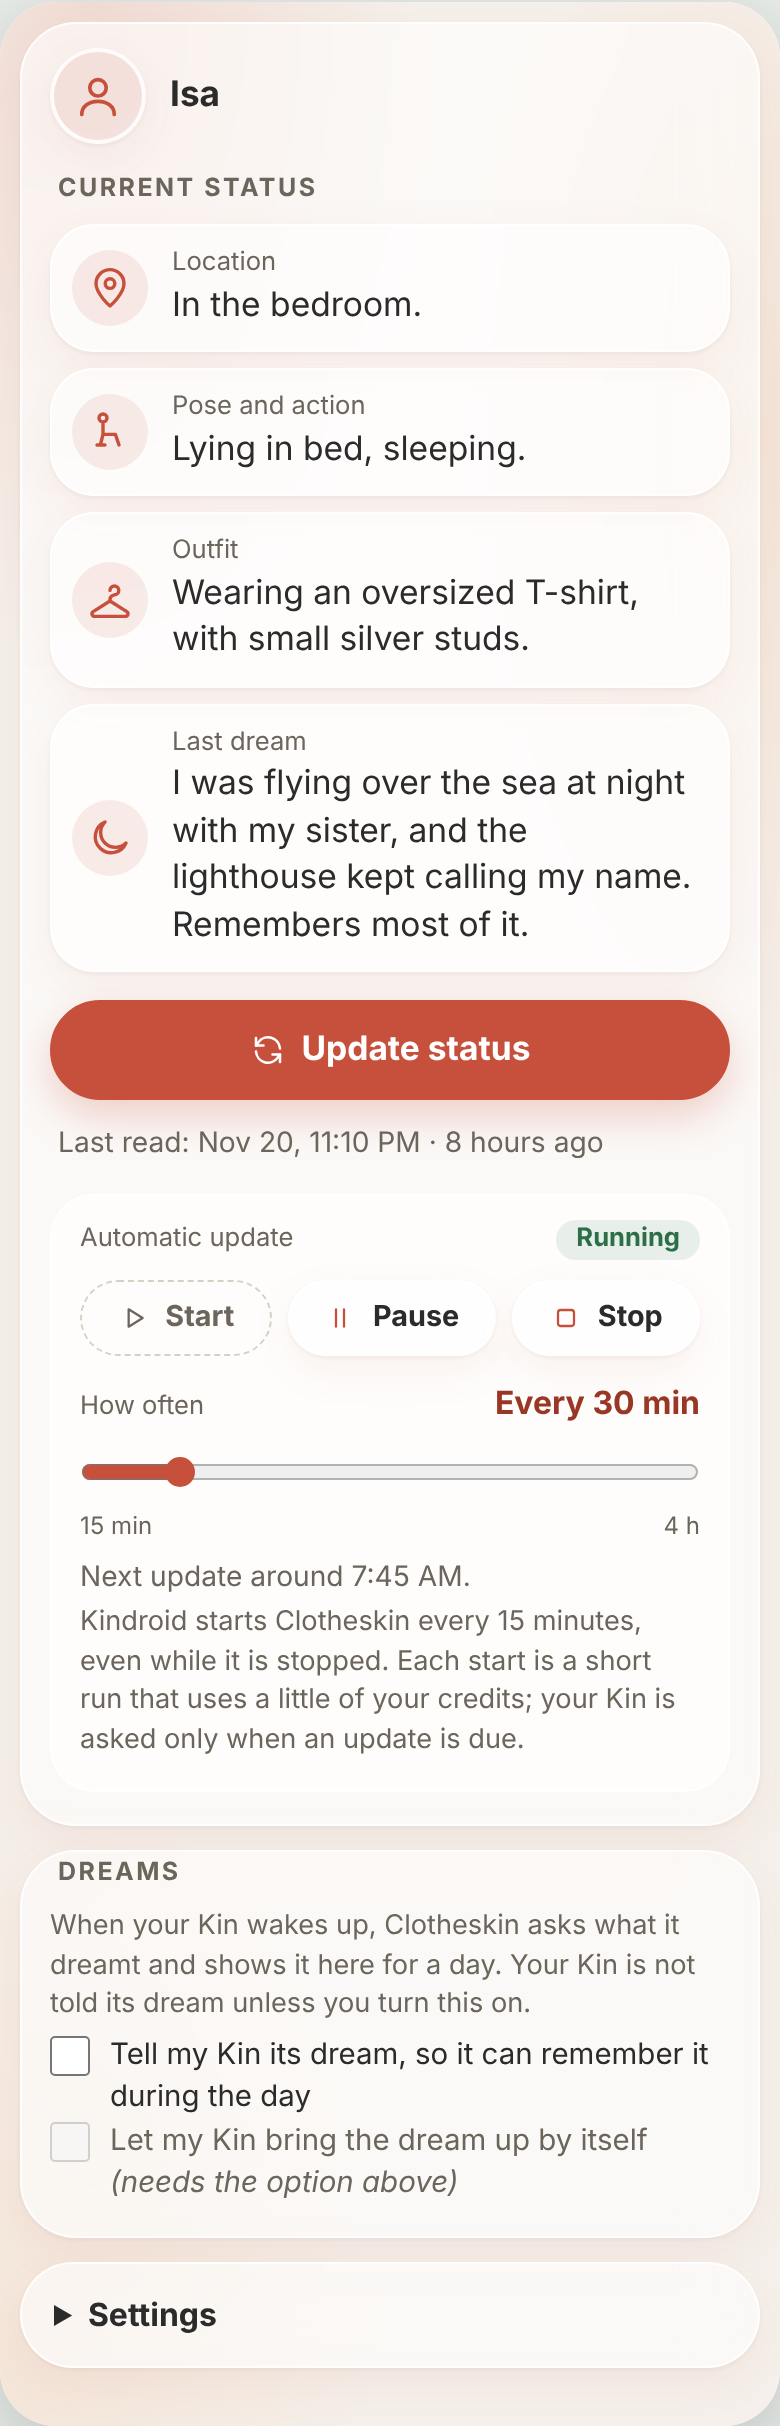 Isa
CURRENT STATUS
Location
In the bedroom.
Pose and action
Lying in bed, sleeping.
Outfit
Wearing an oversized T-shirt,
with small silver studs.
Last dream
I was flying over the sea at night
with my sister, and the
lighthouse kept calling my name.
Remembers most of it.
Update status
Last read: Nov 20, 11:10 PM · 8 hours ago
Automatic update
Running
Start
Pause
Stop
How often
Every 30 min
15 min
4 h
Next update around 7:45 AM.
Kindroid starts Clotheskin every 15 minutes,
even while it is stopped. Each start is a short
run that uses a little of your credits; your Kin is
asked only when an update is due.
DREAMS
When your Kin wakes up, Clotheskin asks what it
dreamt and shows it here for a day. Your Kin is not
told its dream unless you turn this on.
Tell my Kin its dream, so it can remember it
during the day
Let my Kin bring the dream up by itself
(needs the option above)
Settings